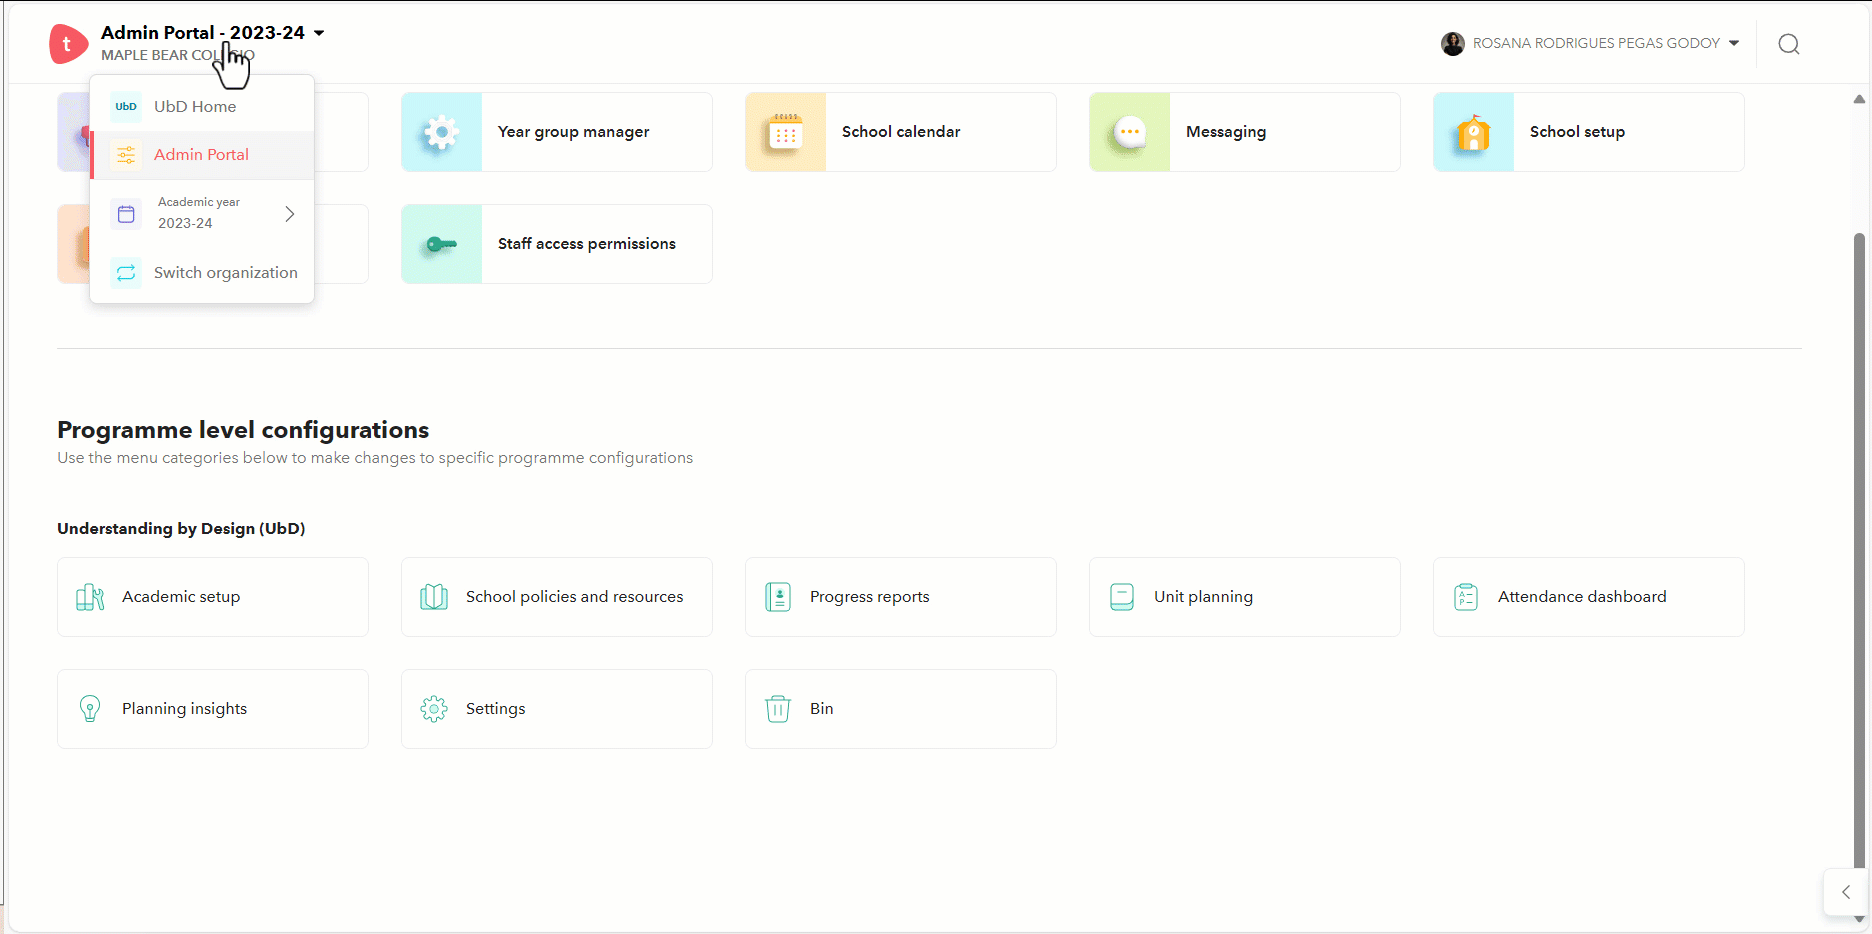 t
Admin Portal - 2023-24
MAPLE BEAR
ROSANA RODRIGUES PEGAS GODOY
UbD UbD Home
Admin Portal
Academic year
2023-24
Switch organization
Year group manager
School calendar
Messaging
School setup
Staff access permissions
Programme level configurations
Use the menu categories below to make changes to specific programme configurations
Understanding by Design (UbD)
Academic setup
School policies and resources
Progress reports
Unit planning
Attendance dashboard
Planning insights
Settings
Bin